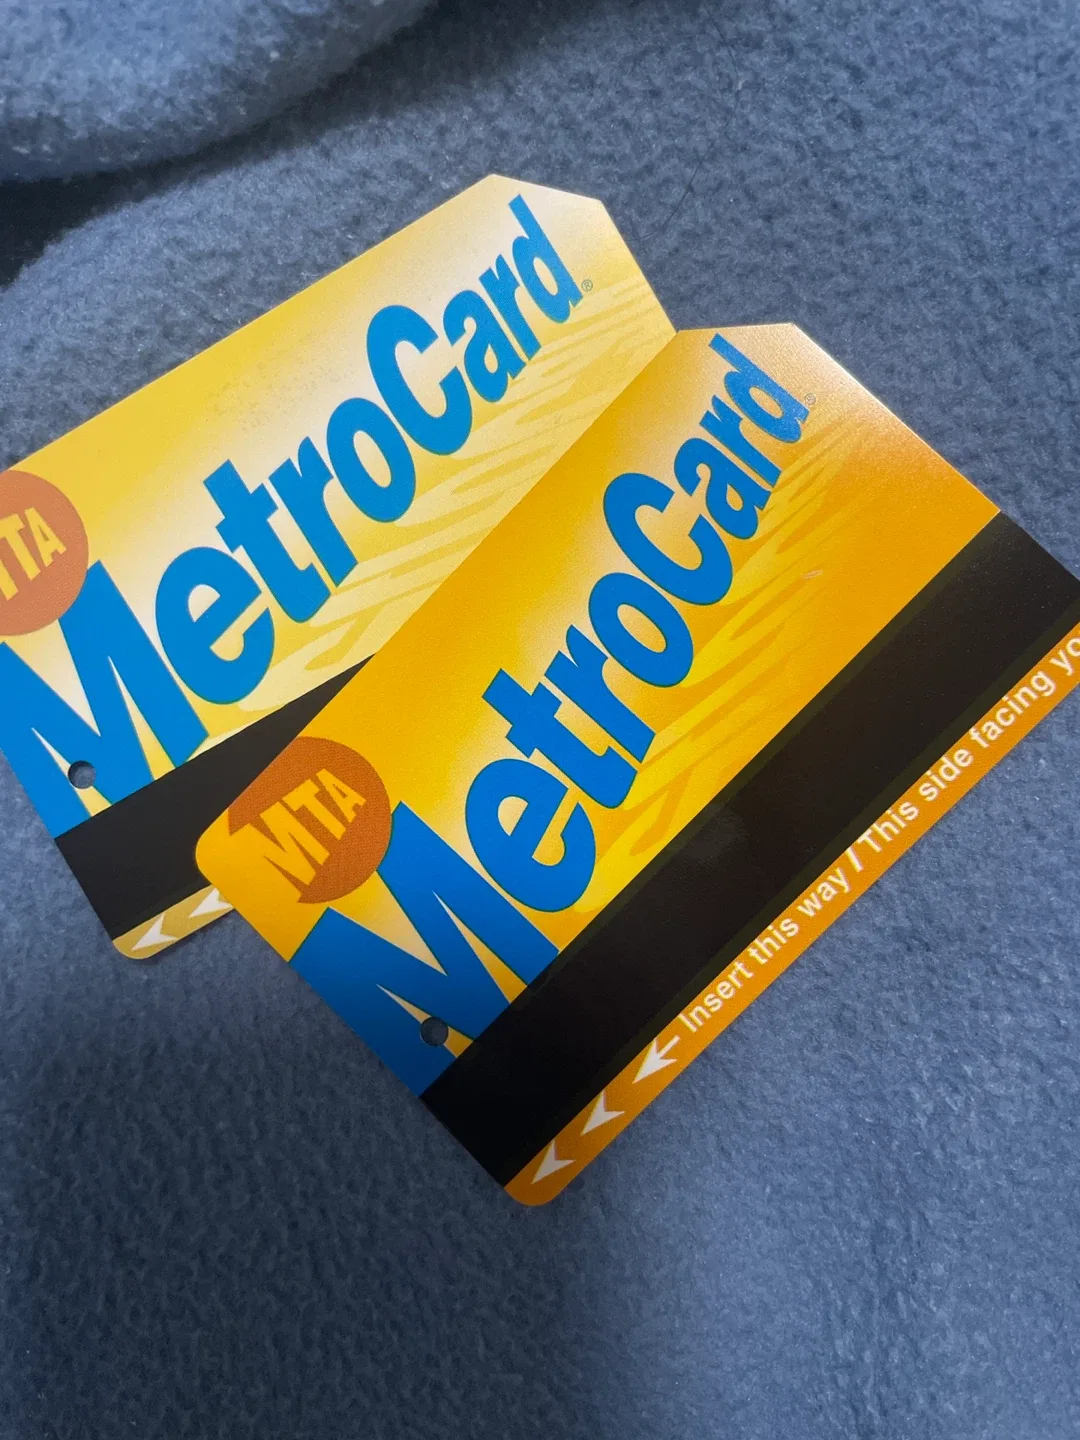 MTA
MetroCard®
MTA
MetroCard®
← Insert this way / This side facing yo